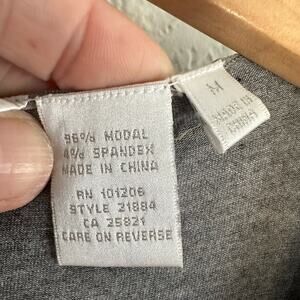 96% MODAL
4% SPANDEX
MADE IN CHINA
RN 101206
STYLE 21884
CA 25821
CARE ON REVERSE
M
MADE IN
CHINA